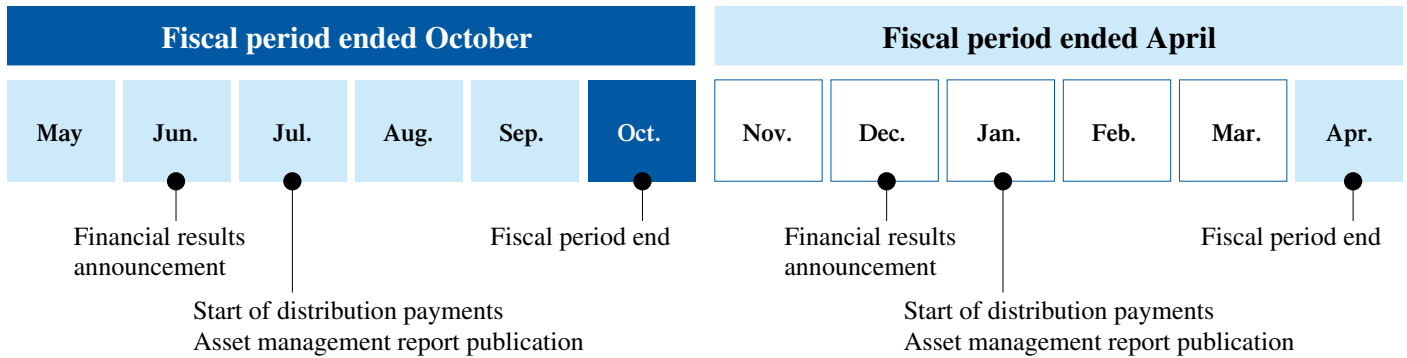 Fiscal period ended October
Fiscal period ended April
May
Jun.
Jul.
Aug.
Sep.
Oct.
Nov.
Dec.
Jan.
Feb.
Mar.
Apr.
Financial results
announcement
Fiscal period end
Financial results
announcement
Fiscal period end
Start of distribution payments
Asset management report publication
Start of distribution payments
Asset management report publication